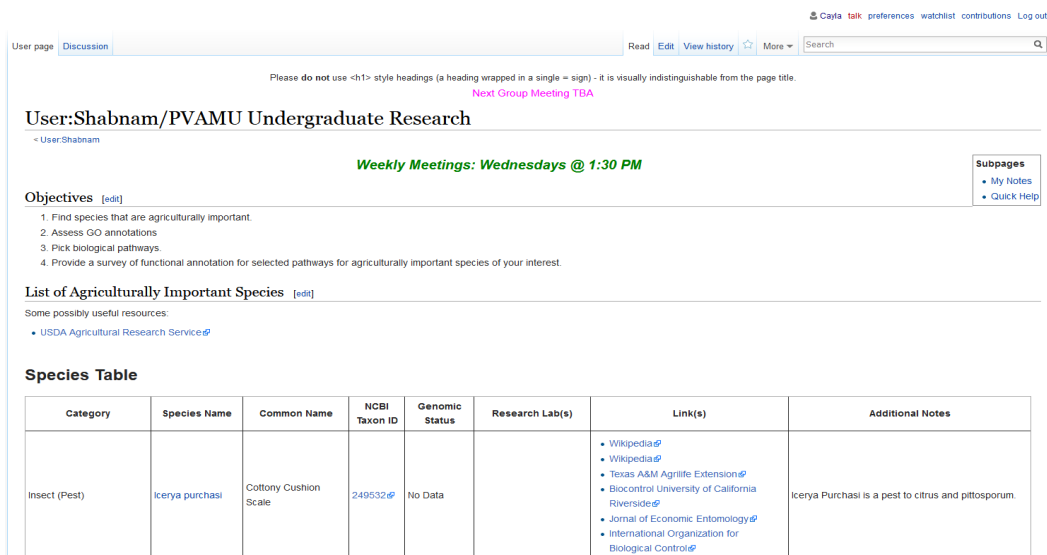 Cayla talk preferences watchlist contributions Log out
User page Discussion Read Edit View history More Search
Please do not use <h1> style headings (a heading wrapped in a single = sign) - it is visually indistinguishable from the page title.
Next Group Meeting TBA
User:Shabnam/PVAMU Undergraduate Research
< User:Shabnam
Weekly Meetings: Wednesdays @ 1:30 PM
Subpages
• My Notes
• Quick Help
Objectives [edit]
1. Find species that are agriculturally important.
2. Assess GO annotations
3. Pick biological pathways.
4. Provide a survey of functional annotation for selected pathways for agriculturally important species of your interest.
List of Agriculturally Important Species [edit]
Some possibly useful resources:
• USDA Agricultural Research Service
Species Table
Category Species Name Common Name NCBI Taxon ID Genomic Status Research Lab(s) Link(s) Additional Notes
Insect (Pest)
Icerya purchasi
Cottony Cushion
Scale
249532
No Data
• Wikipedia
• Wikipedia
• Texas A&M Agrilife Extension
• Biocontrol University of California
Riverside
• Jornal of Economic Entomology
• International Organization for
Biological Control
Icerya Purchasi is a pest to citrus and pittosporum.